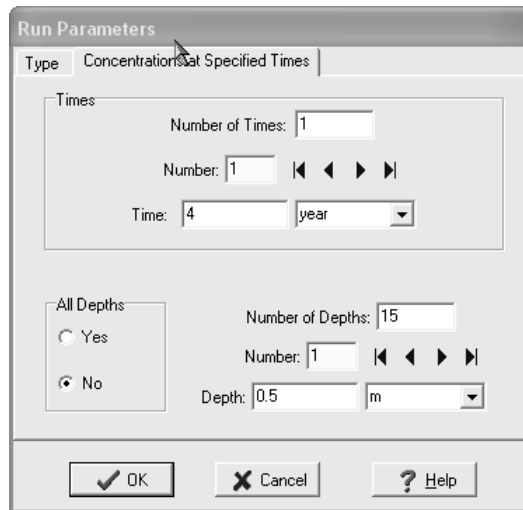 Run Parameters
Type Concentrations at Specified Times
Times
Number of Times: 1
Number: 1
Time: 4 year
All Depths
Yes
No
Number of Depths: 15
Number: 1
Depth: 0.5 m
OK Cancel ? Help